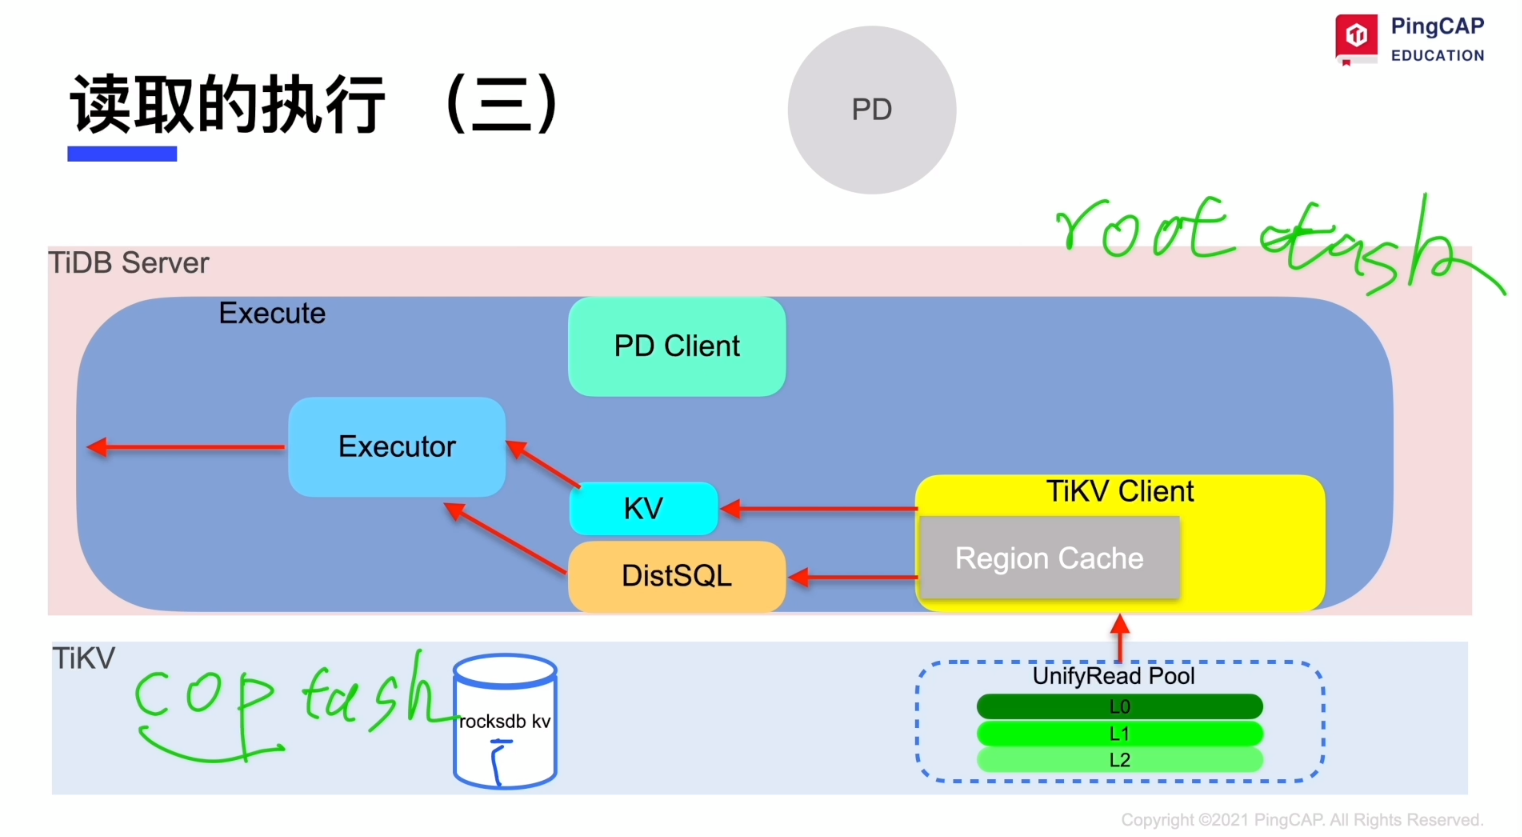 PingCAP
EDUCATION
读取的执行 （三）
PD
root task
TiDB Server
Execute
PD Client
Executor
KV
TiKV Client
Region Cache
DistSQL
TiKV
cop task
rocksdb kv
UnifyRead Pool
L0
L1
L2
Copyright ©2021 PingCAP. All Rights Reserved.